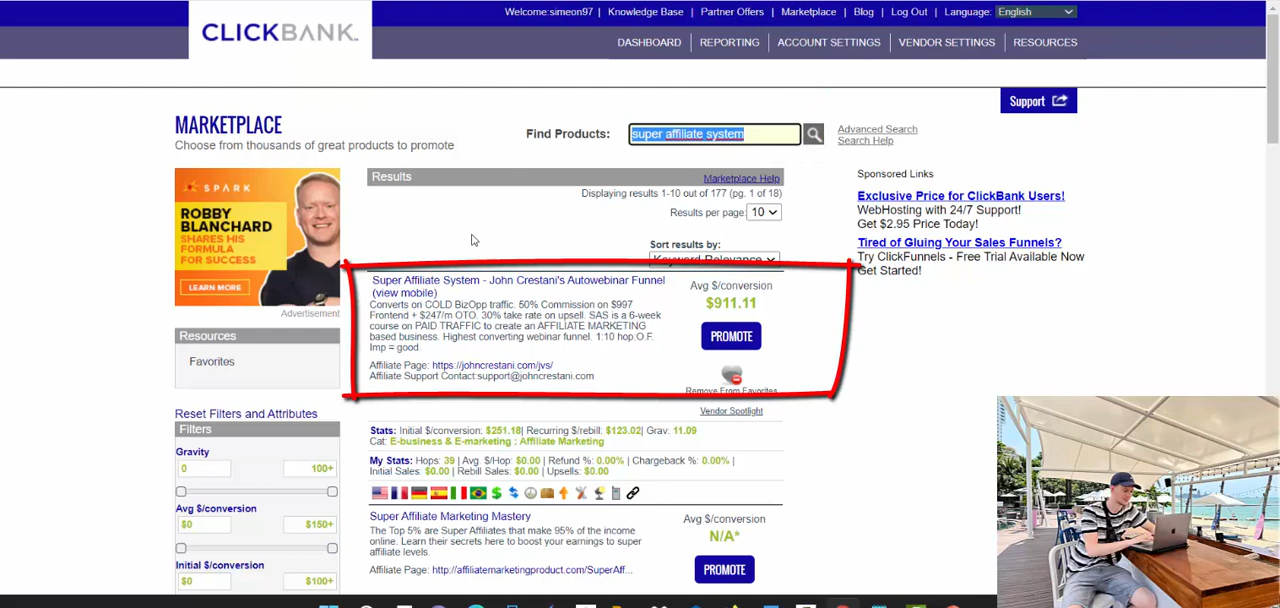 Welcome:simeon97 | Knowledge Base | Partner Offers | Marketplace | Blog | Log Out | Language: English
CLICKBANK
DASHBOARD | REPORTING | ACCOUNT SETTINGS | VENDOR SETTINGS | RESOURCES
Support
MARKETPLACE
Choose from thousands of great products to promote
Find Products: super affiliate system
Advanced Search
Search Help
SPARK
ROBBY
BLANCHARD
SHARES HIS
FORMULA
FOR SUCCESS
LEARN MORE
Advertisement
Resources
Favorites
Reset Filters and Attributes
Filters
Gravity
0 100+
Avg $/conversion
$0 $150+
Initial $/conversion
$0 $100+
Results Marketplace Help
Displaying results 1-10 out of 177 (pg. 1 of 18)
Results per page: 10
Sort results by:
Keyword Relevance
Super Affiliate System - John Crestani's Autowebinar Funnel
(view mobile)
Converts on COLD BizOpp traffic. 50% Commission on $997
Frontend + $247/m OTO. 30% take rate on upsell. SAS is a 6-week
course on PAID TRAFFIC to create an AFFILIATE MARKETING
based business. Highest converting webinar funnel. 1:10 hop.O.F.
Imp = good.
Affiliate Page: https://johncrestani.com/jvs/
Affiliate Support Contact:support@johncrestani.com
Avg $/conversion
$911.11
PROMOTE
Remove From Favorites
Vendor Spotlight
Stats: Initial $/conversion: $251.18| Recurring $/rebill: $123.02| Grav: 11.09
Cat: E-business & E-marketing : Affiliate Marketing
My Stats: Hops: 39 | Avg. $/Hop: $0.00 | Refund %: 0.00% | Chargeback %: 0.00% |
Initial Sales: $0.00 | Rebill Sales: $0.00 | Upsells: $0.00
Super Affiliate Marketing Mastery
The Top 5% are Super Affiliates that make 95% of the income
online. Learn their secrets here to boost your earnings to super
affiliate levels.
Affiliate Page: http://affiliatemarketingproduct.com/SuperAff...
Avg $/conversion
N/A*
PROMOTE
Sponsored Links
Exclusive Price for ClickBank Users!
WebHosting with 24/7 Support!
Get $2.95 Price Today!
Tired of Gluing Your Sales Funnels?
Try ClickFunnels - Free Trial Available Now
Get Started!